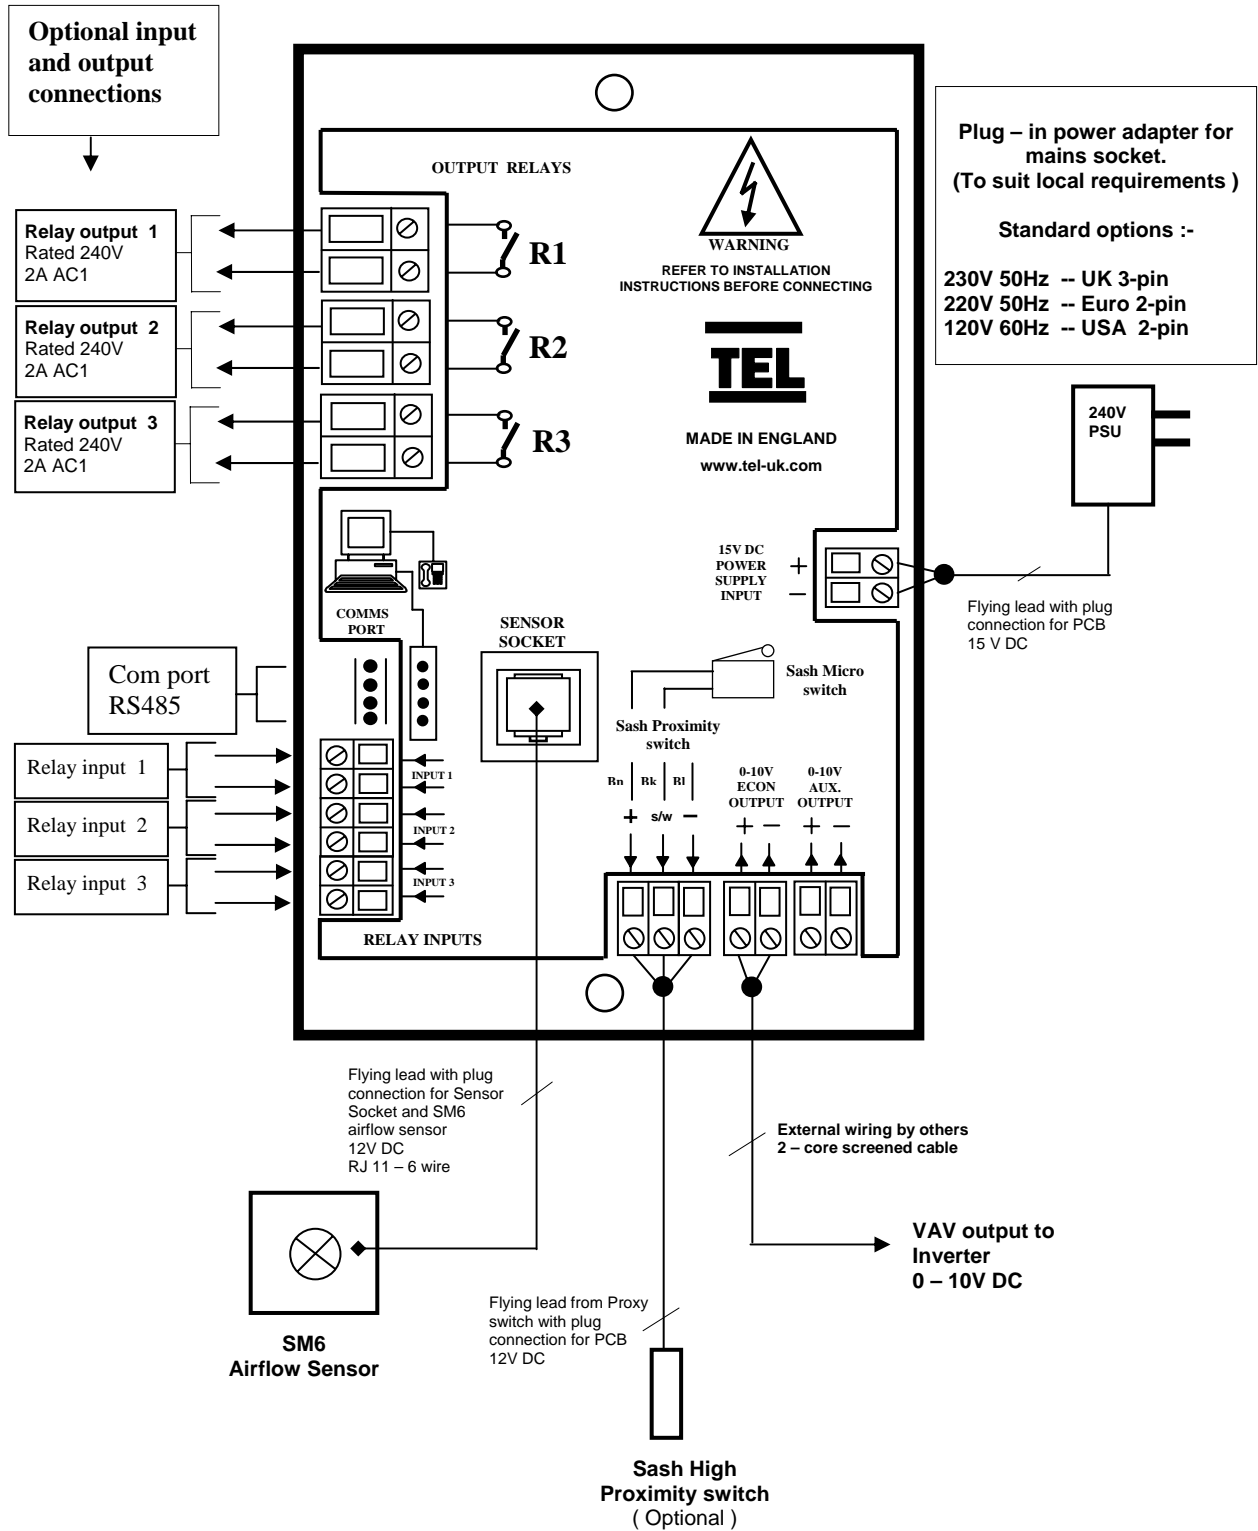 Optional input
and output
connections
OUTPUT RELAYS
WARNING
REFER TO INSTALLATION
INSTRUCTIONS BEFORE CONNECTING
TEL
MADE IN ENGLAND
www.tel-uk.com
Plug – in power adapter for
mains socket.
(To suit local requirements )
Standard options :-
230V 50Hz -- UK 3-pin
220V 50Hz -- Euro 2-pin
120V 60Hz -- USA 2-pin
Relay output 1
Rated 240V
2A AC1
R1
Relay output 2
Rated 240V
2A AC1
R2
Relay output 3
Rated 240V
2A AC1
R3
240V
PSU
15V DC
POWER
SUPPLY
INPUT
+
–
Flying lead with plug
connection for PCB
15 V DC
COMMS
PORT
SENSOR
SOCKET
Com port
RS485
Sash Micro
switch
Sash Proximity
switch
Bn Bk Bl
+ s/w –
0-10V
ECON
OUTPUT
+ –
0-10V
AUX.
OUTPUT
+ –
Relay input 1
INPUT 1
Relay input 2
INPUT 2
Relay input 3
INPUT 3
RELAY INPUTS
Flying lead with plug
connection for Sensor
Socket and SM6
airflow sensor
12V DC
RJ 11 – 6 wire
External wiring by others
2 – core screened cable
VAV output to
Inverter
0 – 10V DC
SM6
Airflow Sensor
Flying lead from Proxy
switch with plug
connection for PCB
12V DC
Sash High
Proximity switch
( Optional )